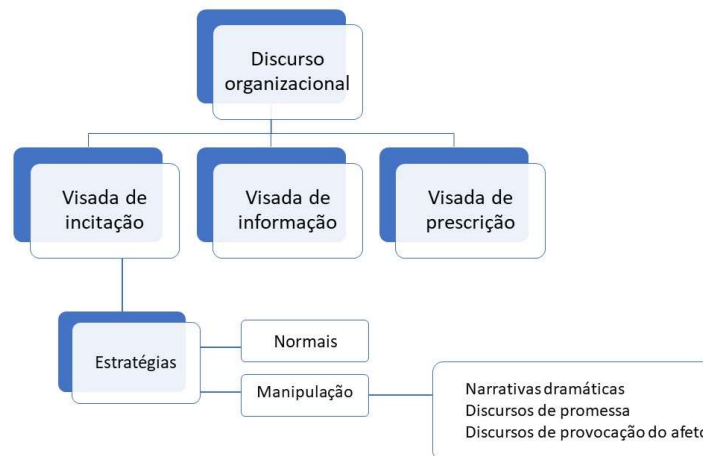 Discurso
organizacional
Visada de
incitação
Visada de
informação
Visada de
prescrição
Estratégias
Normais
Manipulação
Narrativas dramáticas
Discursos de promessa
Discursos de provocação do afeto